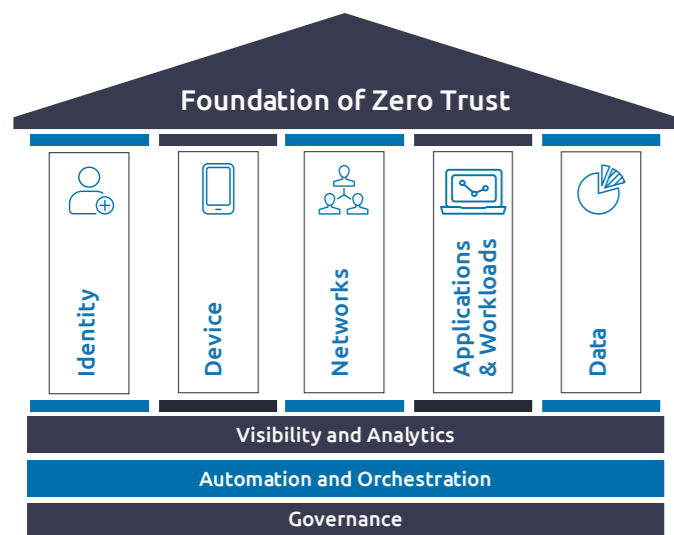 Foundation of Zero Trust
Identity
Device
Networks
Applications
& Workloads
Data
Visibility and Analytics
Automation and Orchestration
Governance